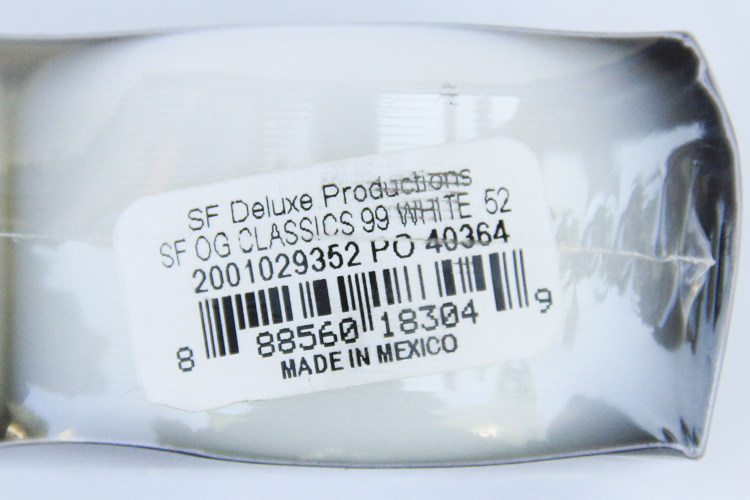 SF Deluxe Productions
SF OG CLASSICS 99 WHITE 52
2001029352 PO 40364
8 88560 18304 9
MADE IN MEXICO